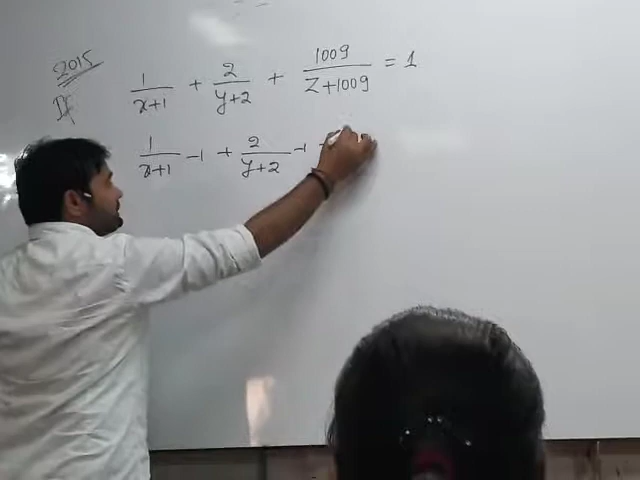 2015
1/(x+1) + 2/(y+2) + 1009/(z+1009) = 1
1/(x+1) -1 + 2/(y+2) -1 -